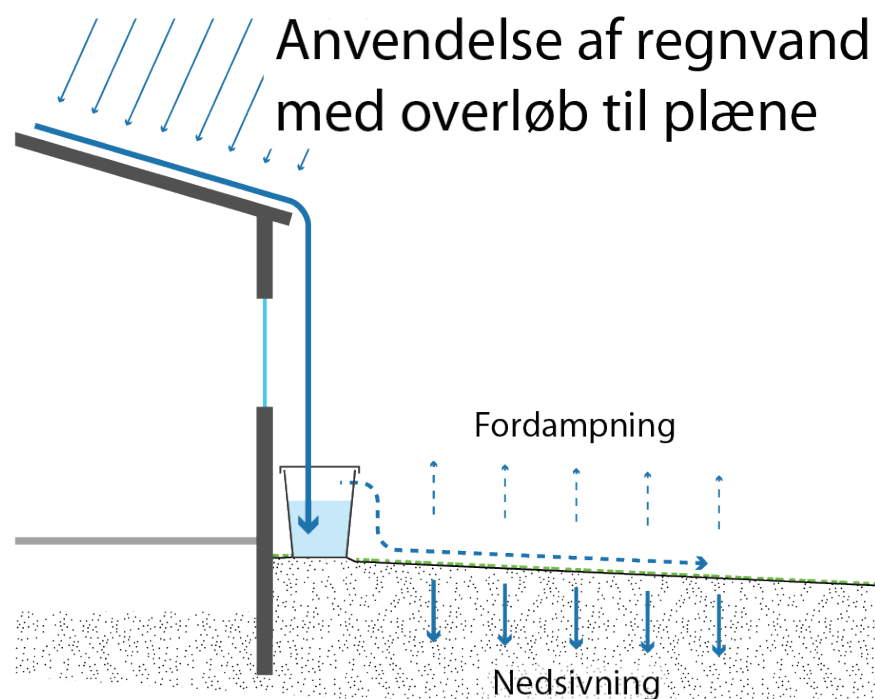 Anvendelse af regnvand
med overløb til plæne
Fordampning
Nedsivning